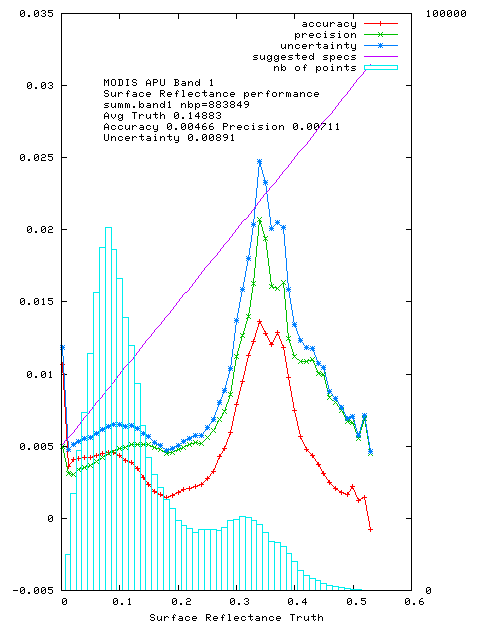 0.035
100000
accuracy
precision
uncertainty
suggested specs
nb of points
0.03
MODIS APU Band 1
Surface Reflectance performance
summ.band1 nbp=883849
Avg Truth 0.14883
Accuracy 0.00466 Precision 0.00711
Uncertainty 0.00891
0.025
0.02
0.015
0.01
0.005
0
-0.005
0
0 0.1 0.2 0.3 0.4 0.5 0.6
Surface Reflectance Truth